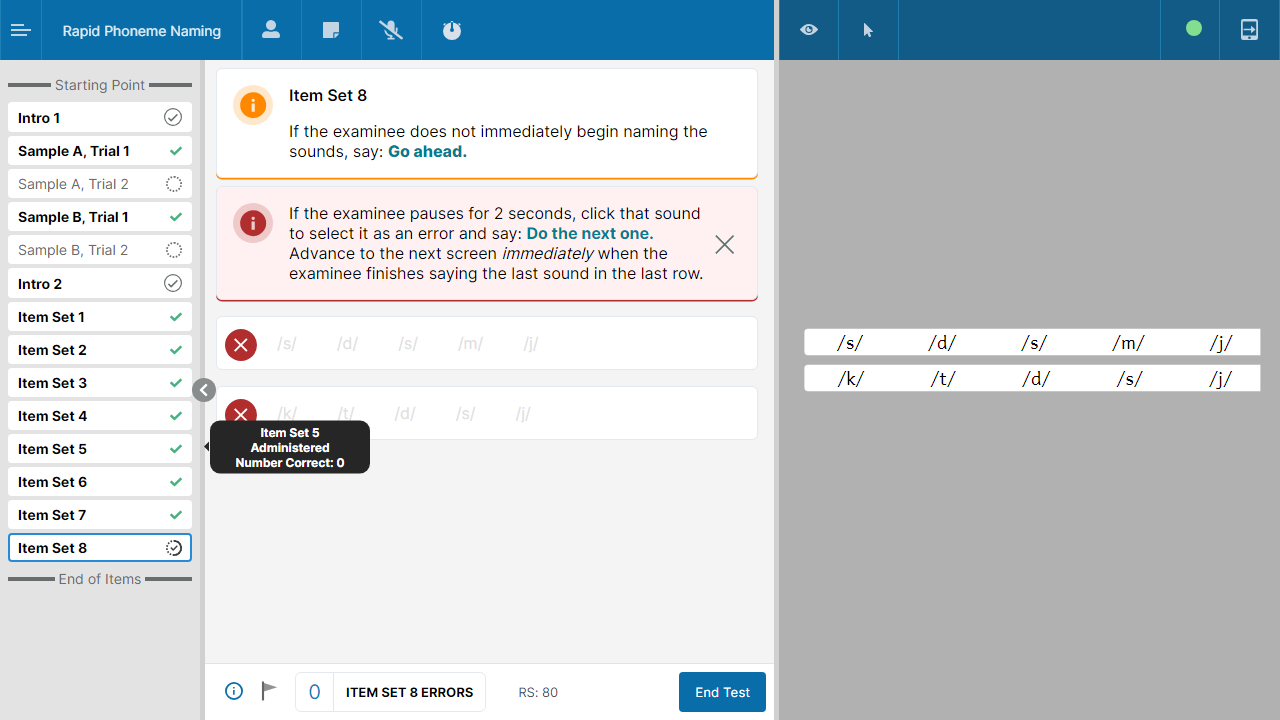 Rapid Phoneme Naming
Starting Point
Intro 1
Sample A, Trial 1
Sample A, Trial 2
Sample B, Trial 1
Sample B, Trial 2
Intro 2
Item Set 1
Item Set 2
Item Set 3
Item Set 4
Item Set 5
Item Set 6
Item Set 7
Item Set 8
End of Items
Item Set 8
If the examinee does not immediately begin naming the
sounds, say: Go ahead.
If the examinee pauses for 2 seconds, click that sound
to select it as an error and say: Do the next one.
Advance to the next screen immediately when the
examinee finishes saying the last sound in the last row.
/s/ /d/ /s/ /m/ /j/
/k/ /t/ /d/ /s/ /j/
Item Set 5
Administered
Number Correct: 0
0 ITEM SET 8 ERRORS RS: 80 End Test
/s/ /d/ /s/ /m/ /j/
/k/ /t/ /d/ /s/ /j/